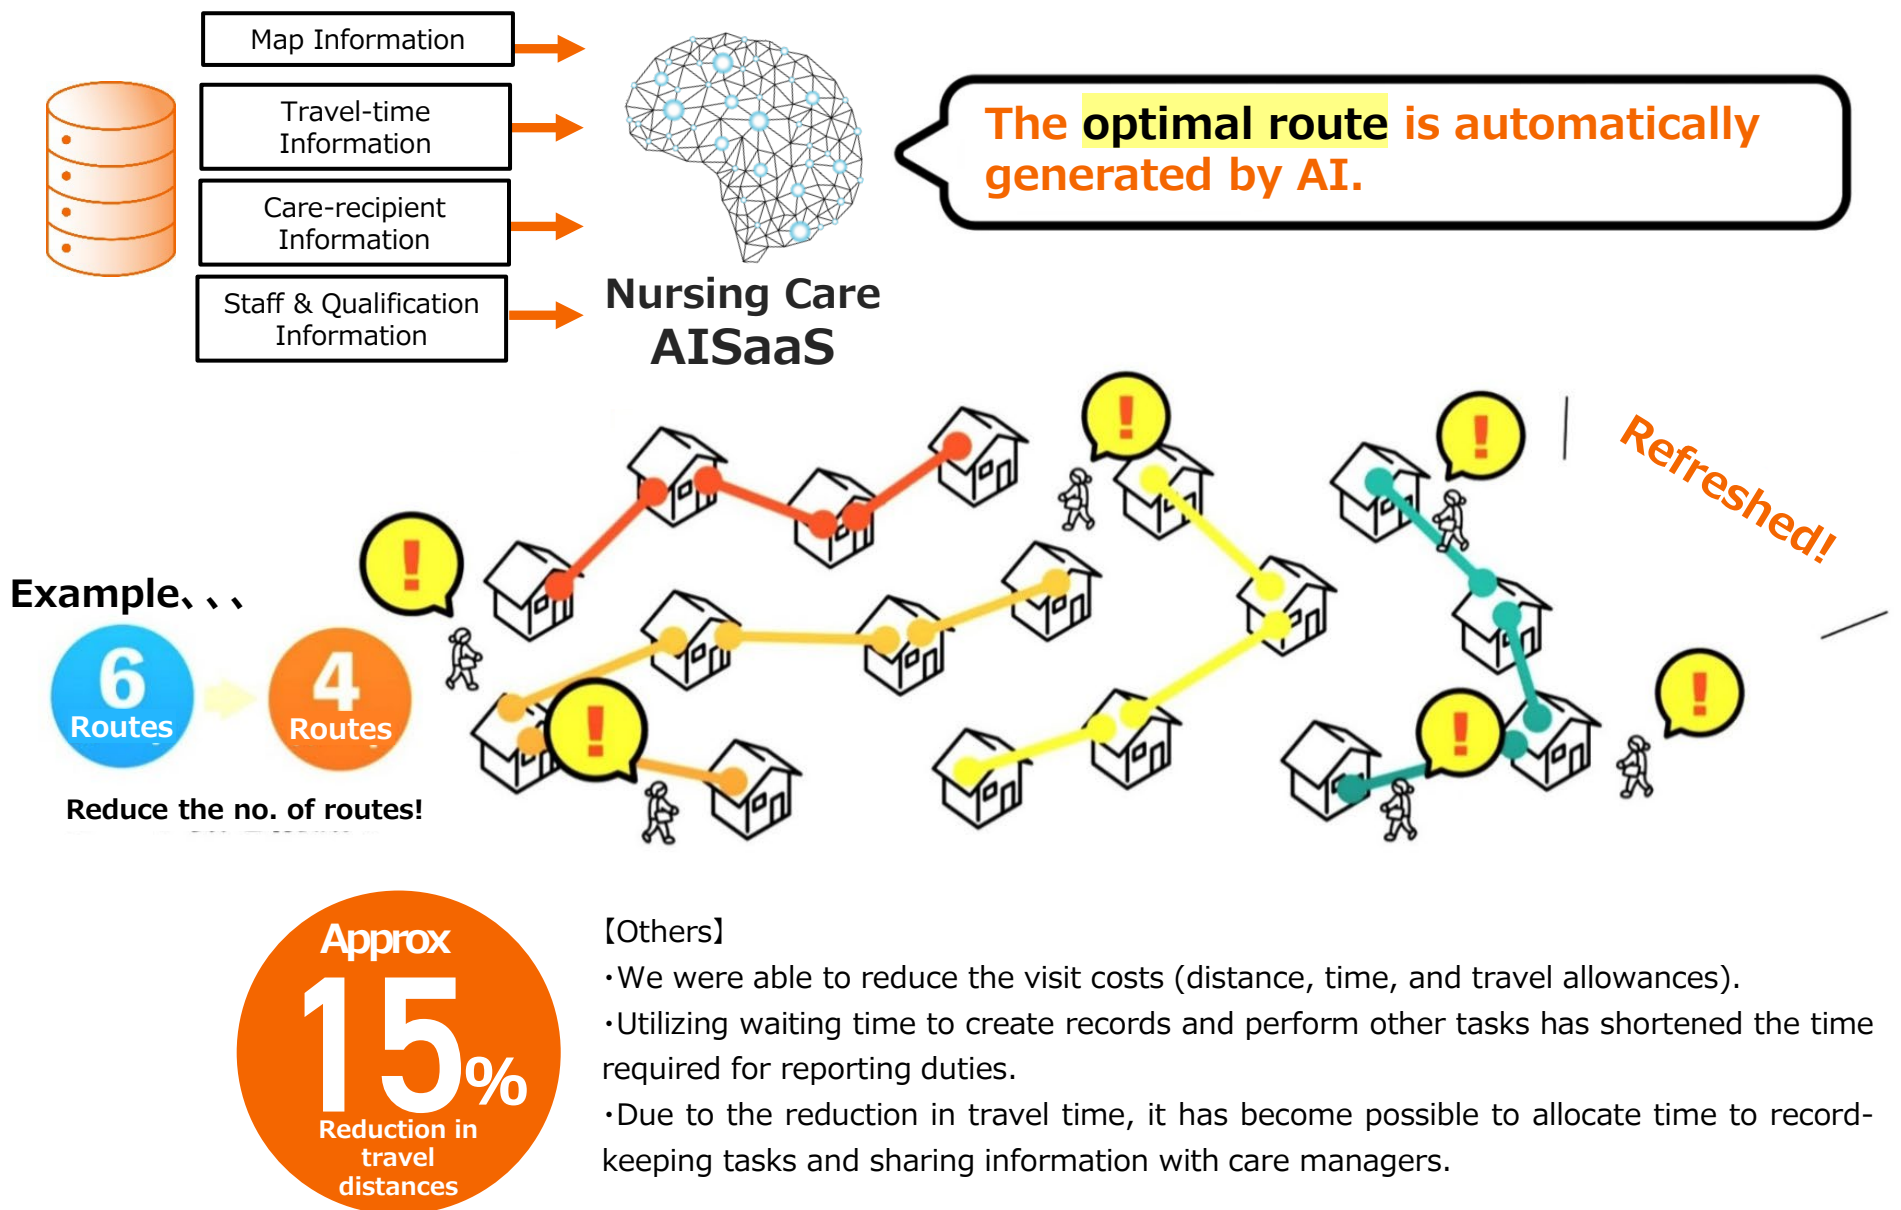 Map Information
Travel-time
Information
Care-recipient
Information
Staff & Qualification
Information
Nursing Care
AISaaS
The optimal route is automatically
generated by AI.
!
!
!
!
!
!
Refreshed!
Example、、、
6
Routes
4
Routes
Reduce the no. of routes!
Approx
15%
Reduction in
travel
distances
【Others】
・We were able to reduce the visit costs (distance, time, and travel allowances).
・Utilizing waiting time to create records and perform other tasks has shortened the time
required for reporting duties.
・Due to the reduction in travel time, it has become possible to allocate time to record-
keeping tasks and sharing information with care managers.